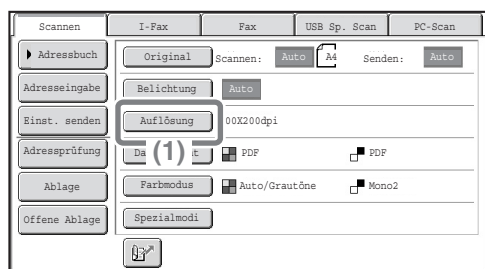 Scannen I-Fax Fax USB Sp. Scan PC-Scan
Adressbuch Original Scannen: Auto A4 Senden: Auto
Adresseingabe Belichtung Auto
Einst. senden Auflösung 00X200dpi
Adressprüfung (1) PDF PDF
Ablage Farbmodus Auto/Grautöne Mono2
Offene Ablage Spezialmodi